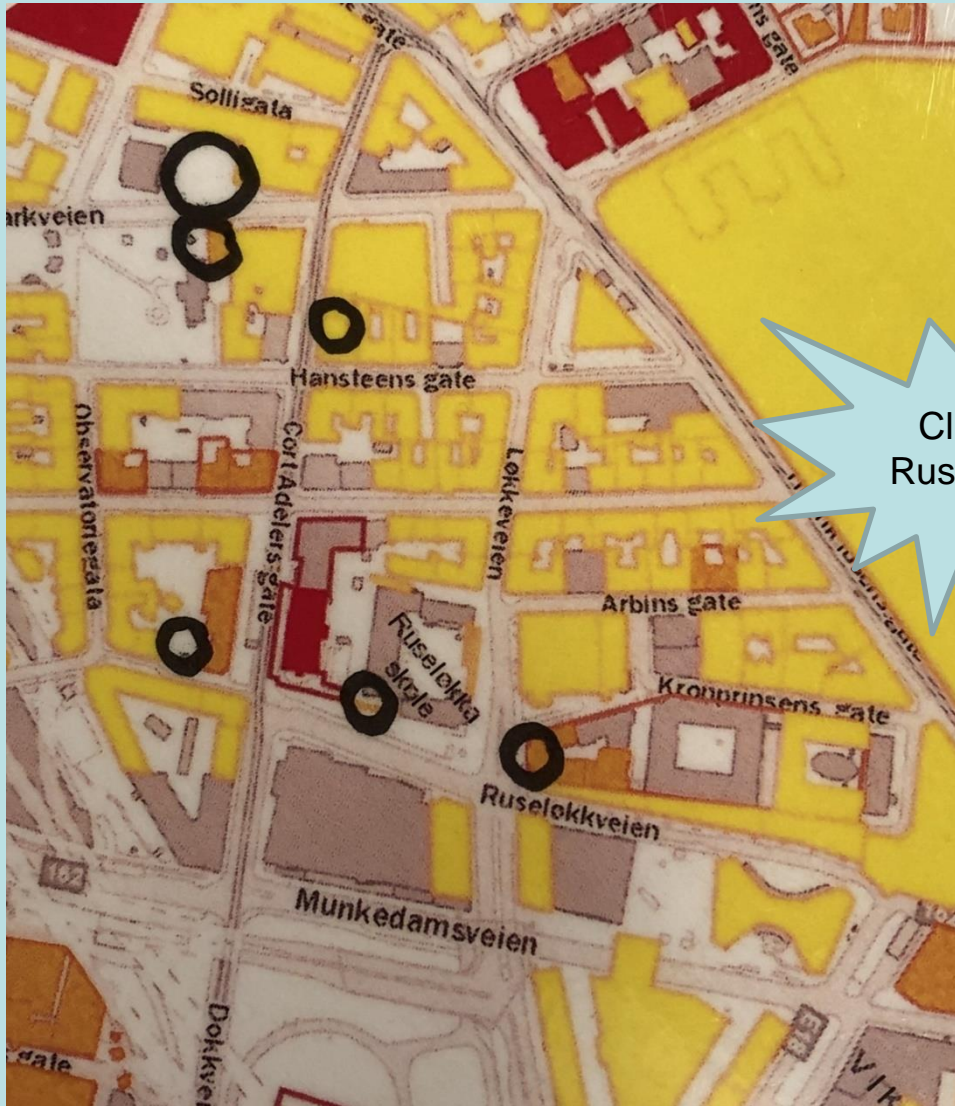 gate
Solligata
arkveien
Hansteens gate
Observatoriegata
Cort Adelers gate
Løkkeveien
Arbins gate
Ruseløkka
skole
Kronprinsens gate
Ruseløkkveien
Munkedamsveien
162
gate
Cl
Rus